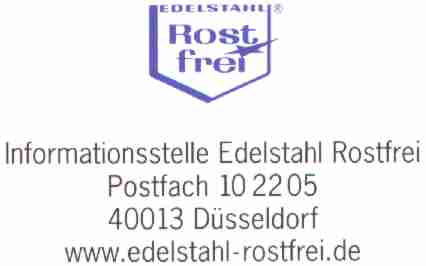 EDELSTAHL®
Rost
frei
Informationsstelle Edelstahl Rostfrei
Postfach 10 22 05
40013 Düsseldorf
www.edelstahl-rostfrei.de